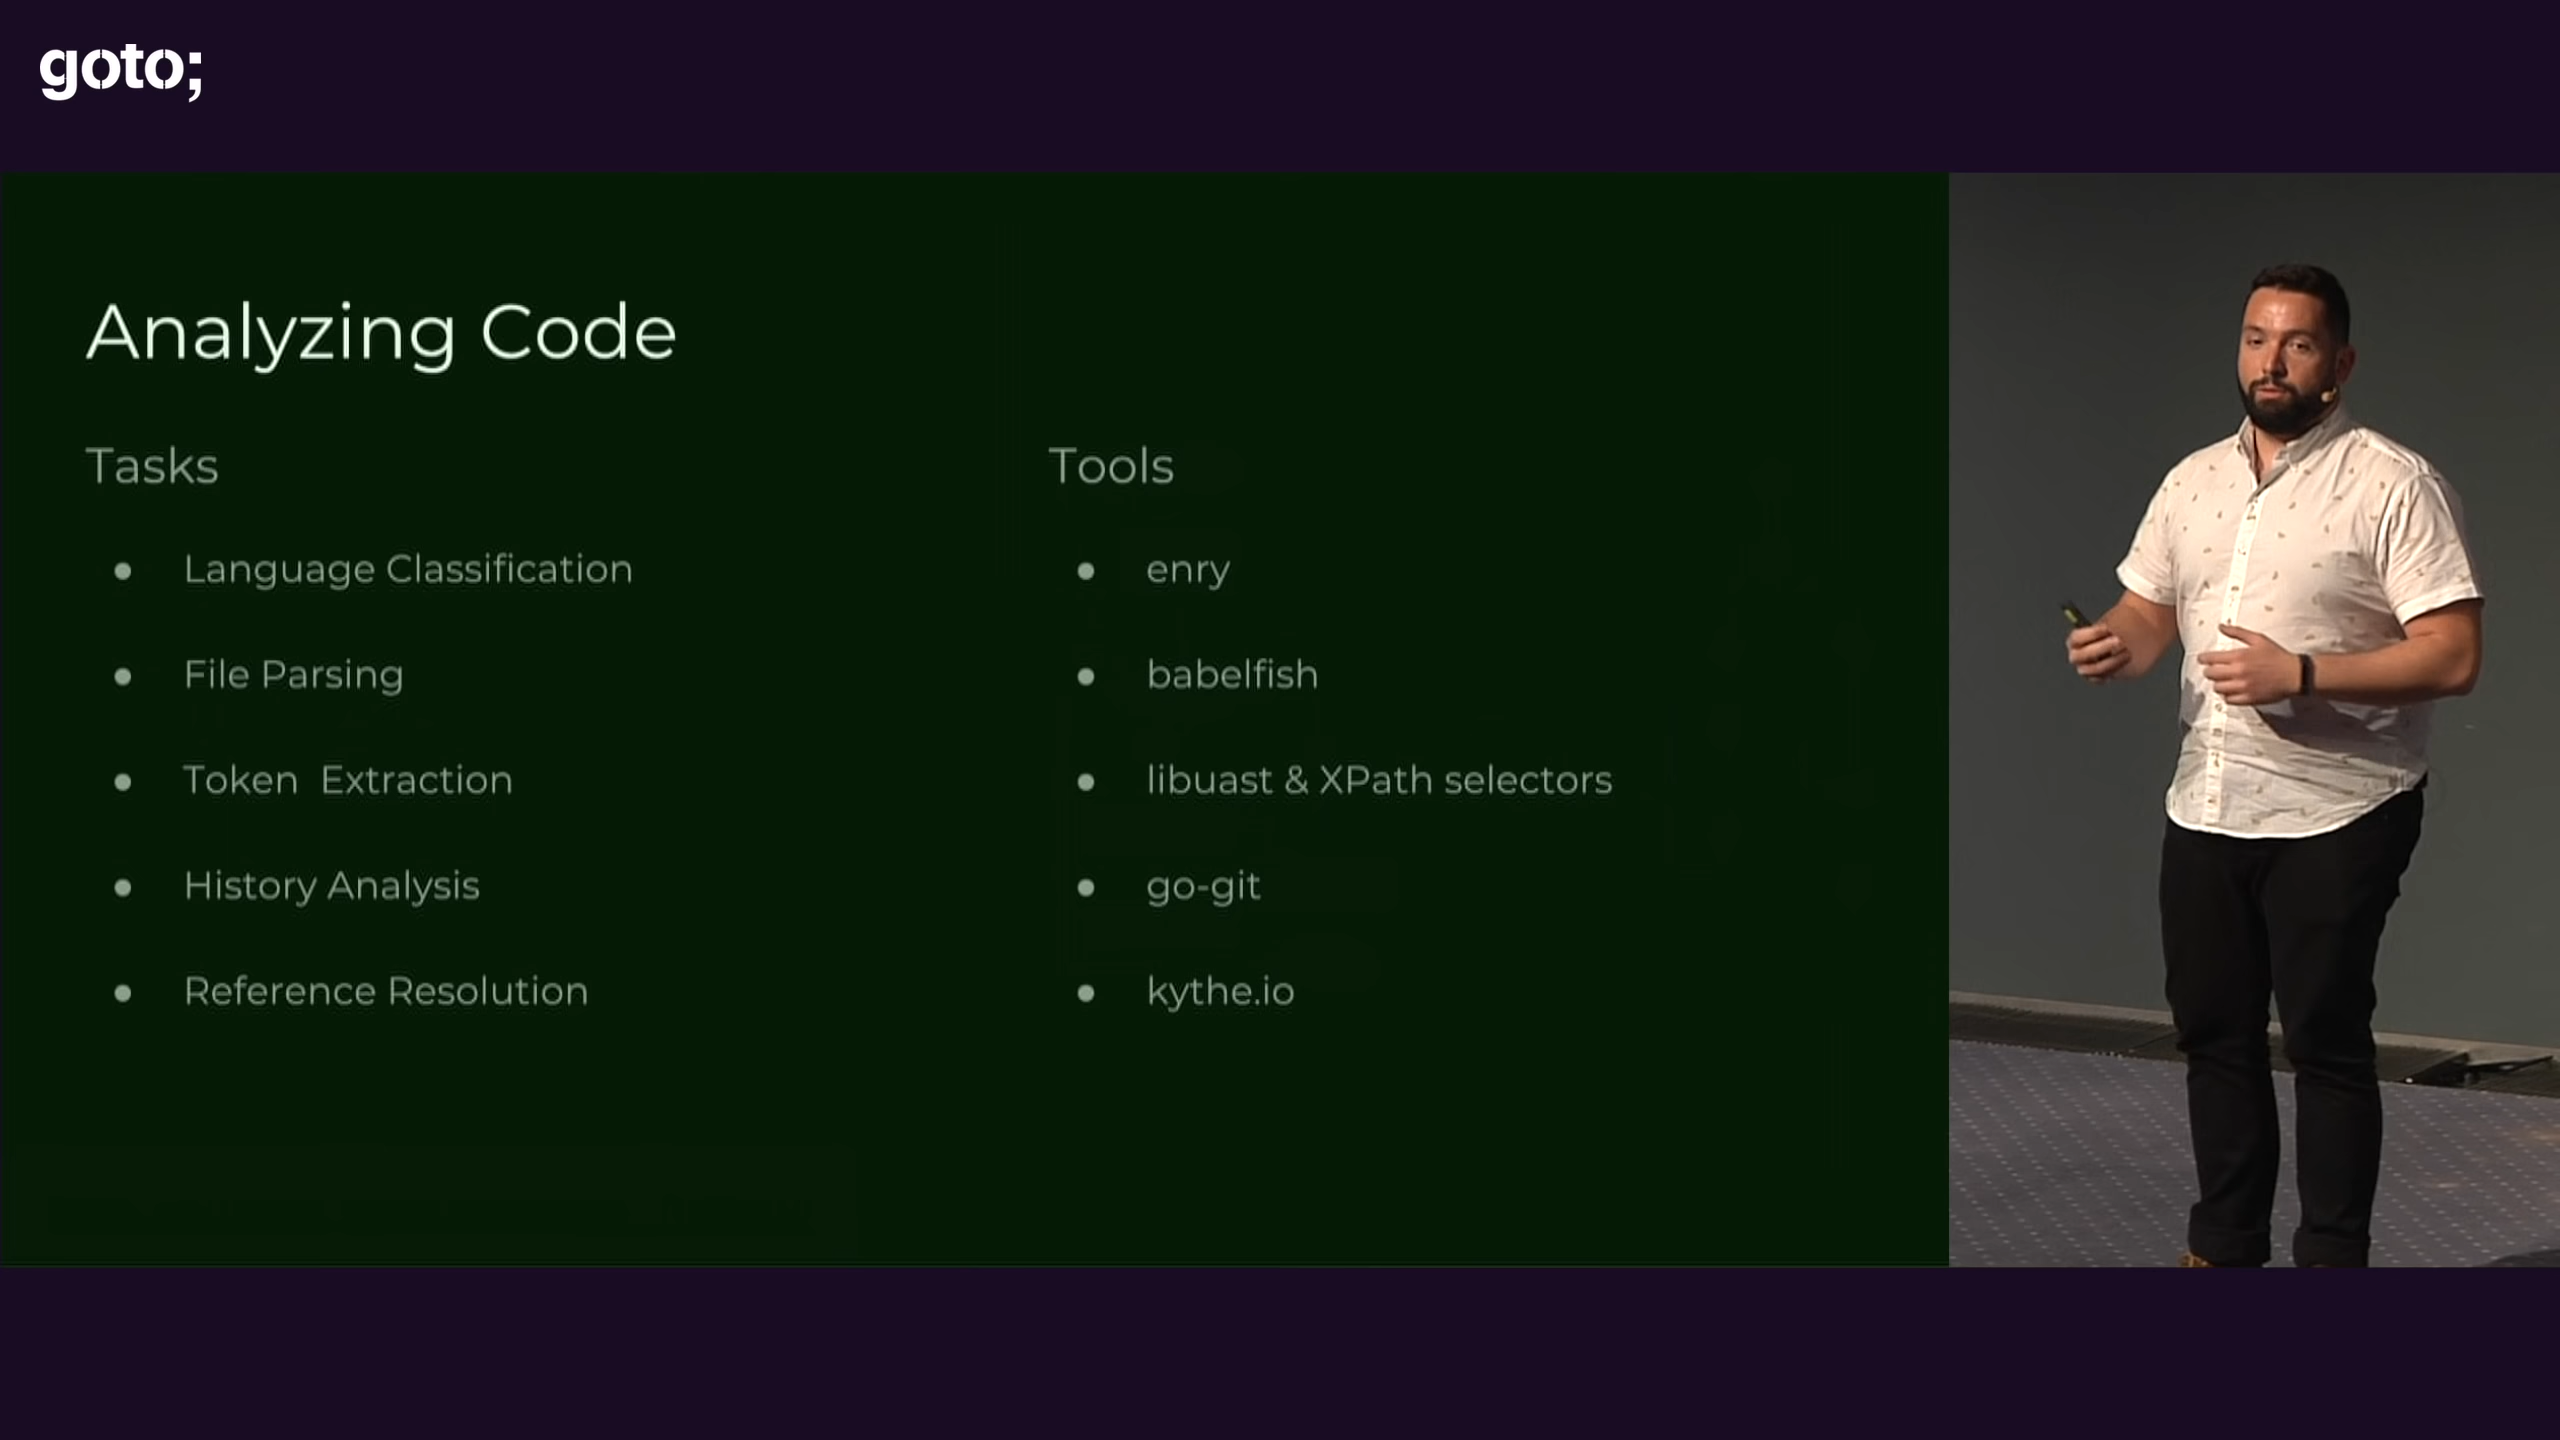 goto;
Analyzing Code
Tasks
Language Classification
File Parsing
Token  Extraction
History Analysis
Reference Resolution
Tools
enry
babelfish
libuast & XPath selectors
go-git
kythe.io